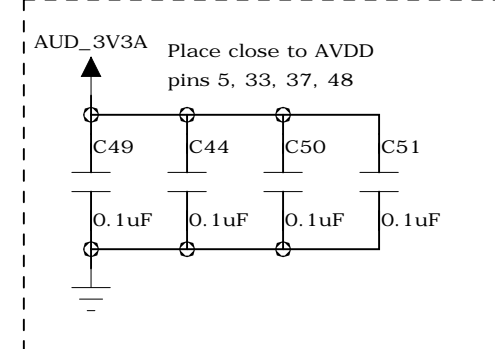 AUD_3V3A
Place close to AVDD
pins 5, 33, 37, 48
C49 C44 C50 C51
0.1uF 0.1uF 0.1uF 0.1uF